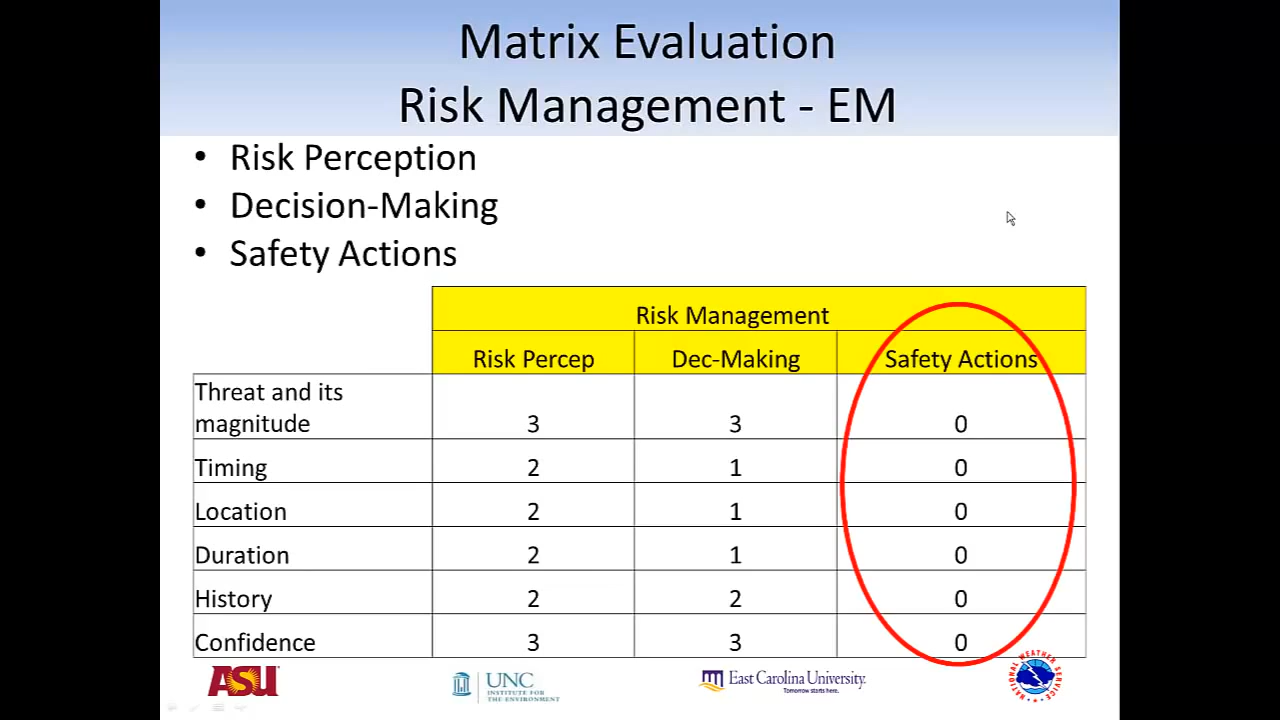 Matrix Evaluation
Risk Management - EM
• Risk Perception
• Decision-Making
• Safety Actions
Risk Management
Risk Percep Dec-Making Safety Actions
Threat and its
magnitude 3 3 0
Timing 2 1 0
Location 2 1 0
Duration 2 1 0
History 2 2 0
Confidence 3 3 0
ASU
UNC
INSTITUTE FOR
THE ENVIRONMENT
East Carolina University.
Tomorrow starts here.
NATIONAL WEATHER SERVICE